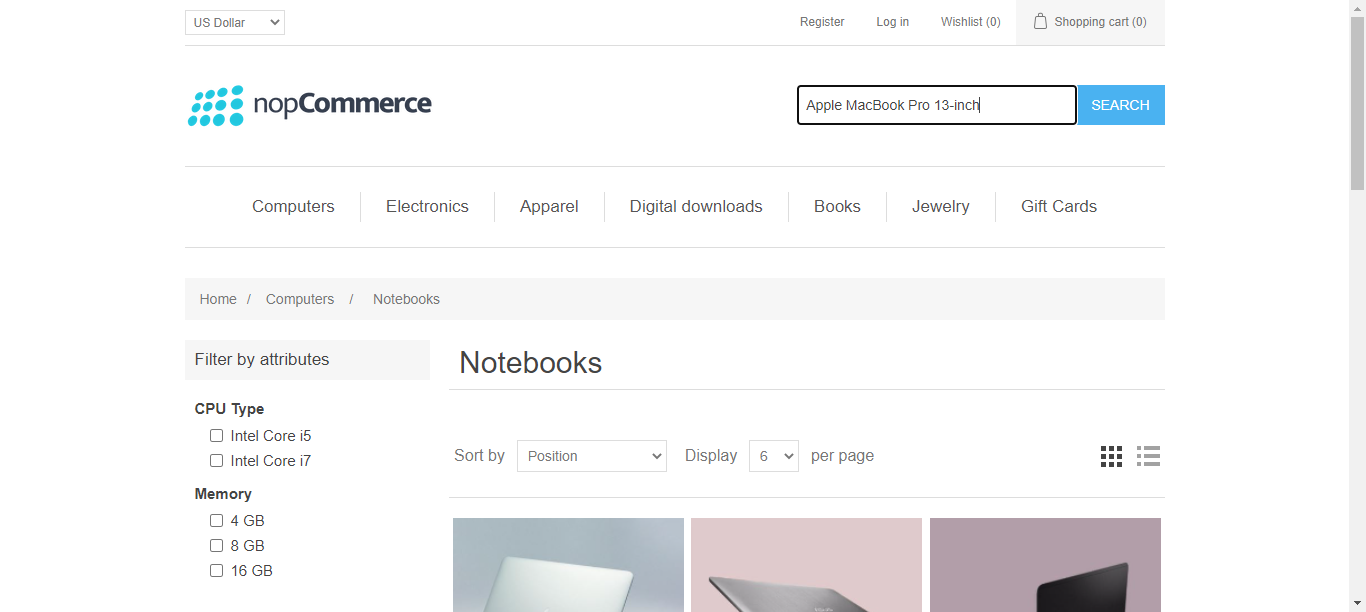 US Dollar Register Log in Wishlist (0) Shopping cart (0)
nopCommerce Apple MacBook Pro 13-inch SEARCH
Computers Electronics Apparel Digital downloads Books Jewelry Gift Cards
Home / Computers / Notebooks
Filter by attributes
CPU Type
Intel Core i5
Intel Core i7
Memory
4 GB
8 GB
16 GB
Notebooks
Sort by Position Display 6 per page